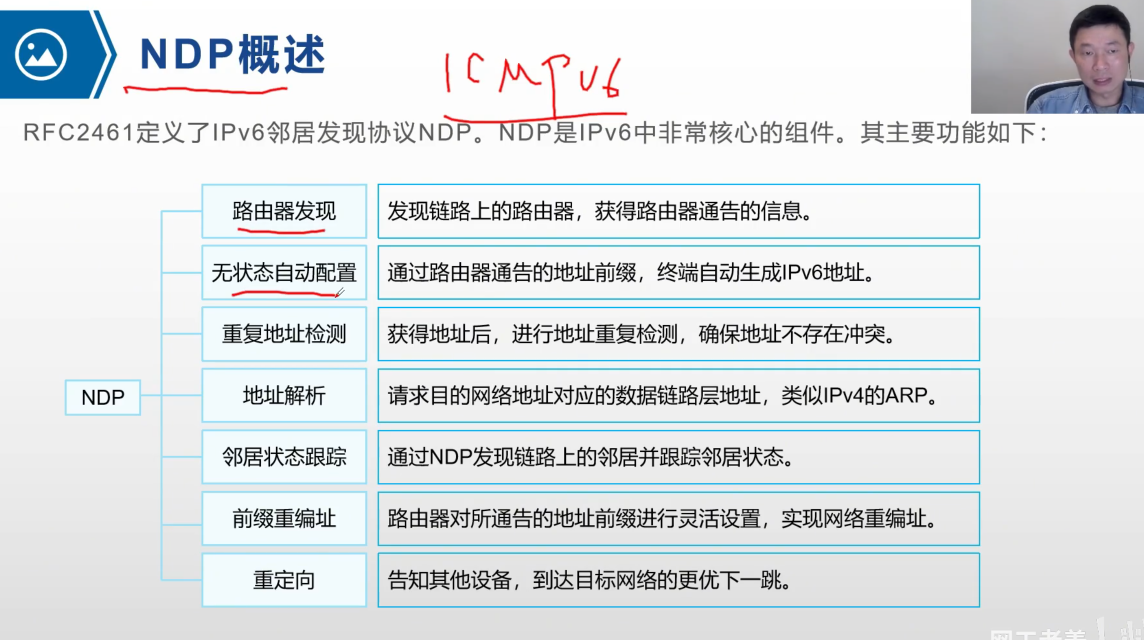 NDP概述
ICMPv6
RFC2461定义了IPv6邻居发现协议NDP。NDP是IPv6中非常核心的组件。其主要功能如下：
路由器发现
发现链路上的路由器，获得路由器通告的信息。
无状态自动配置
通过路由器通告的地址前缀，终端自动生成IPv6地址。
重复地址检测
获得地址后，进行地址重复检测，确保地址不存在冲突。
NDP
地址解析
请求目的网络地址对应的数据链路层地址，类似IPv4的ARP。
邻居状态跟踪
通过NDP发现链路上的邻居并跟踪邻居状态。
前缀重编址
路由器对所通告的地址前缀进行灵活设置，实现网络重编址。
重定向
告知其他设备，到达目标网络的更优下一跳。